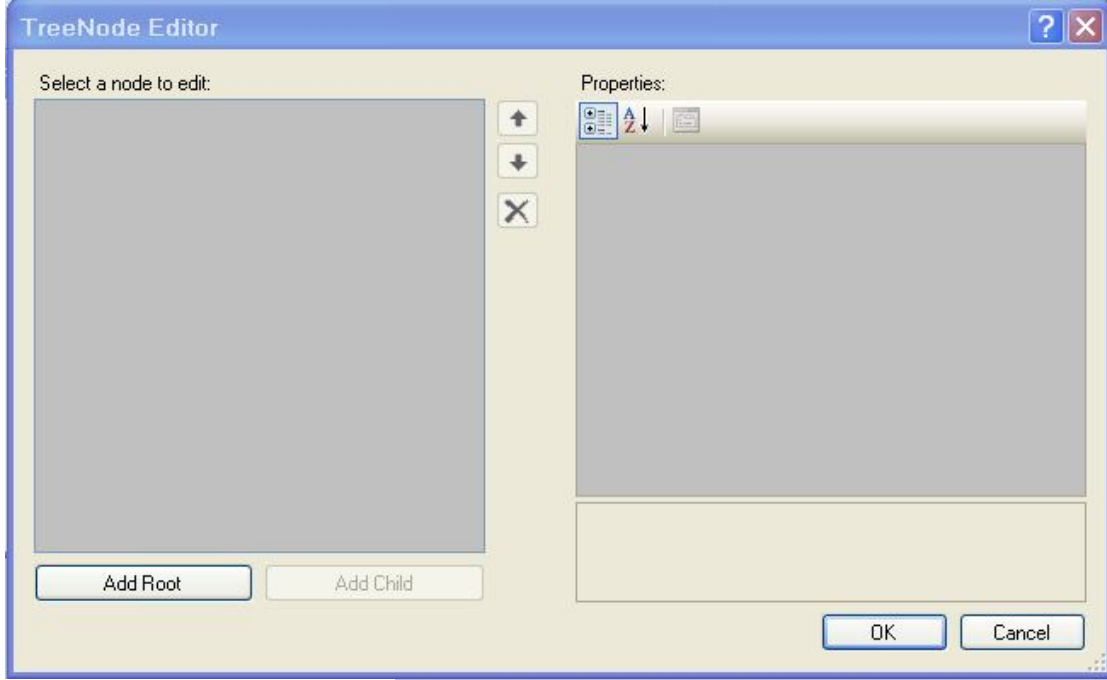 TreeNode Editor
Select a node to edit:
Properties:
A
Z
Add Root
Add Child
OK
Cancel